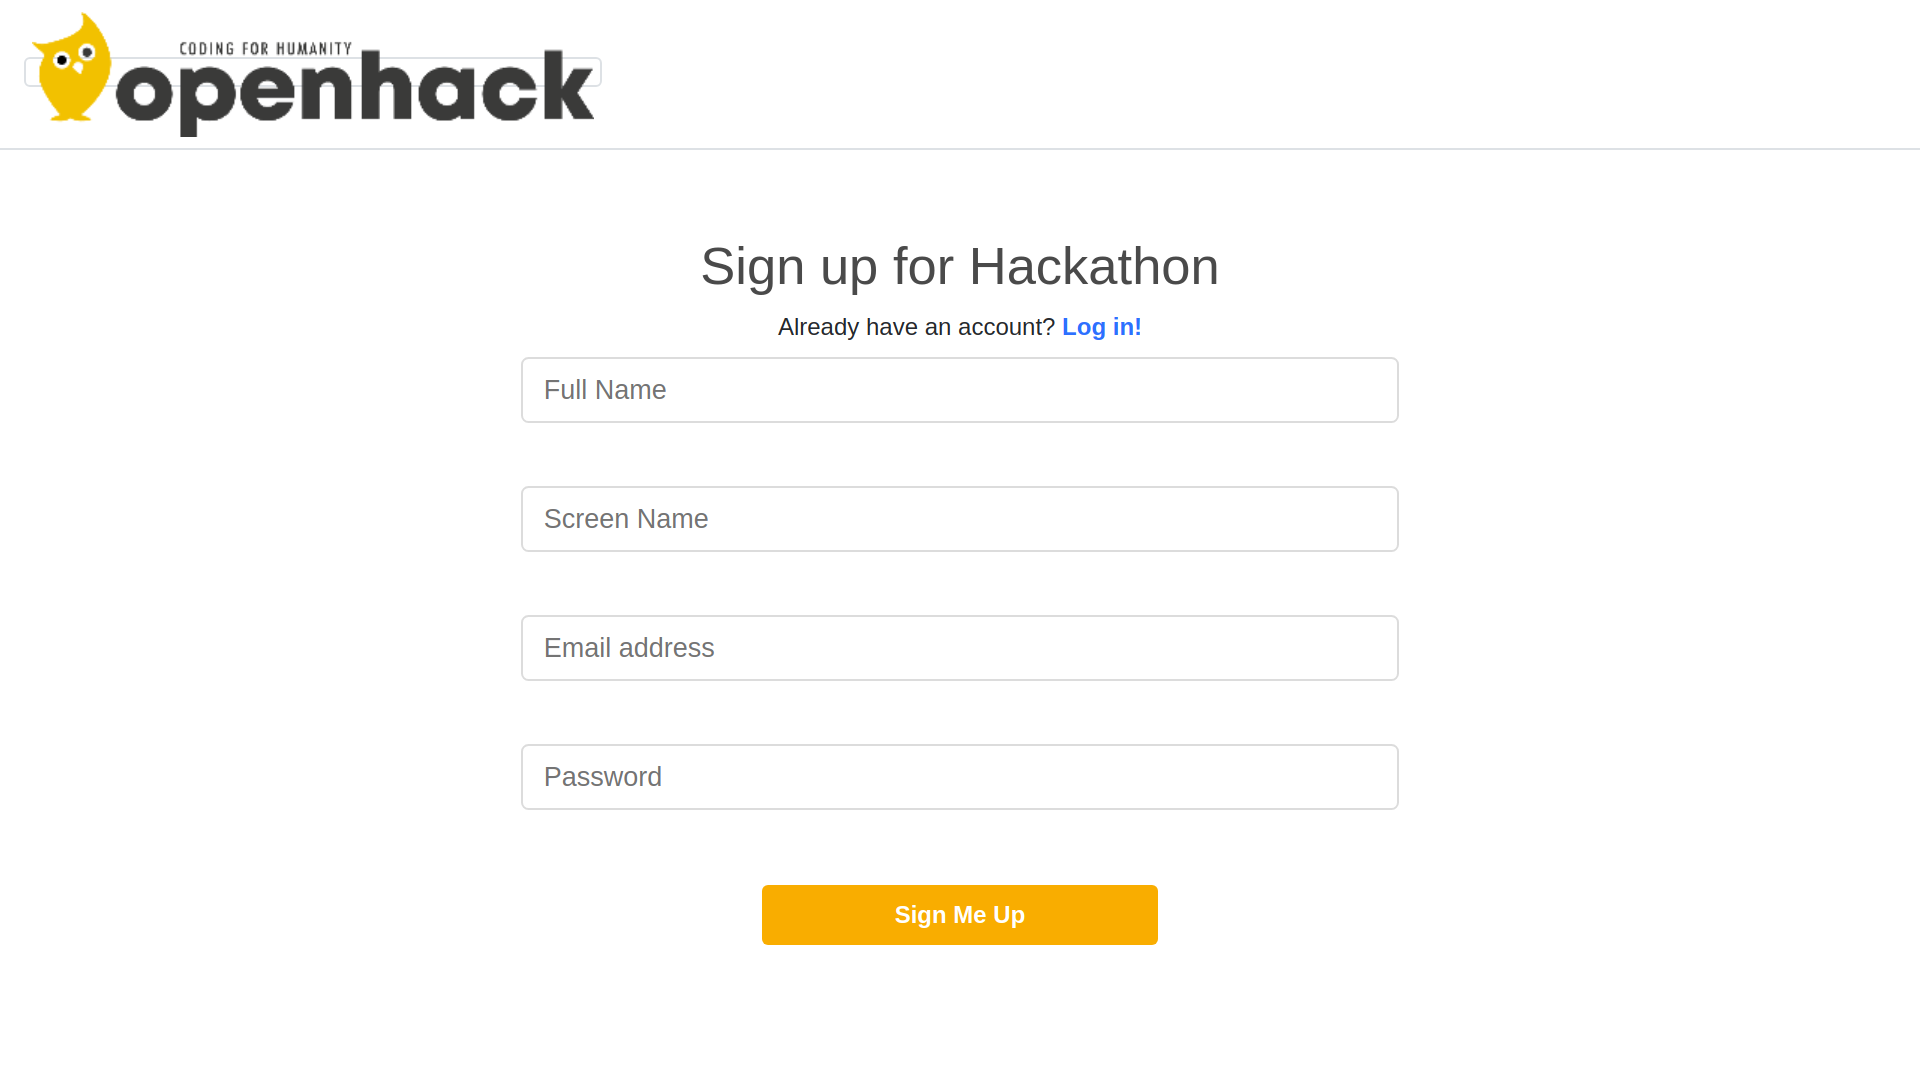 CODING FOR HUMANITY
openhack
Sign up for Hackathon
Already have an account? Log in!
Full Name
Screen Name
Email address
Password
Sign Me Up